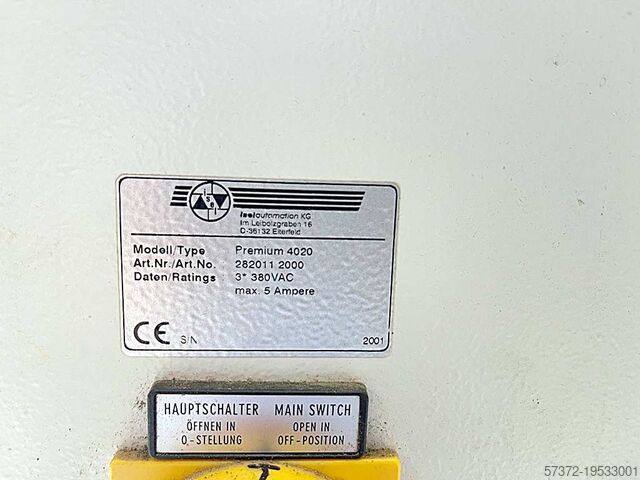 isel
iselautomation KG
Im Leibolzgraben 16
D-36132 Eiterfeld
Modell/Type Premium 4020
Art.Nr./Art.No. 282011 2000
Daten/Ratings 3* 380VAC
max. 5 Ampere
CE S/N 2001
HAUPTSCHALTER MAIN SWITCH
ÖFFNEN IN OPEN IN
0.-STELLUNG OFF-POSITION
I
57372-19533001